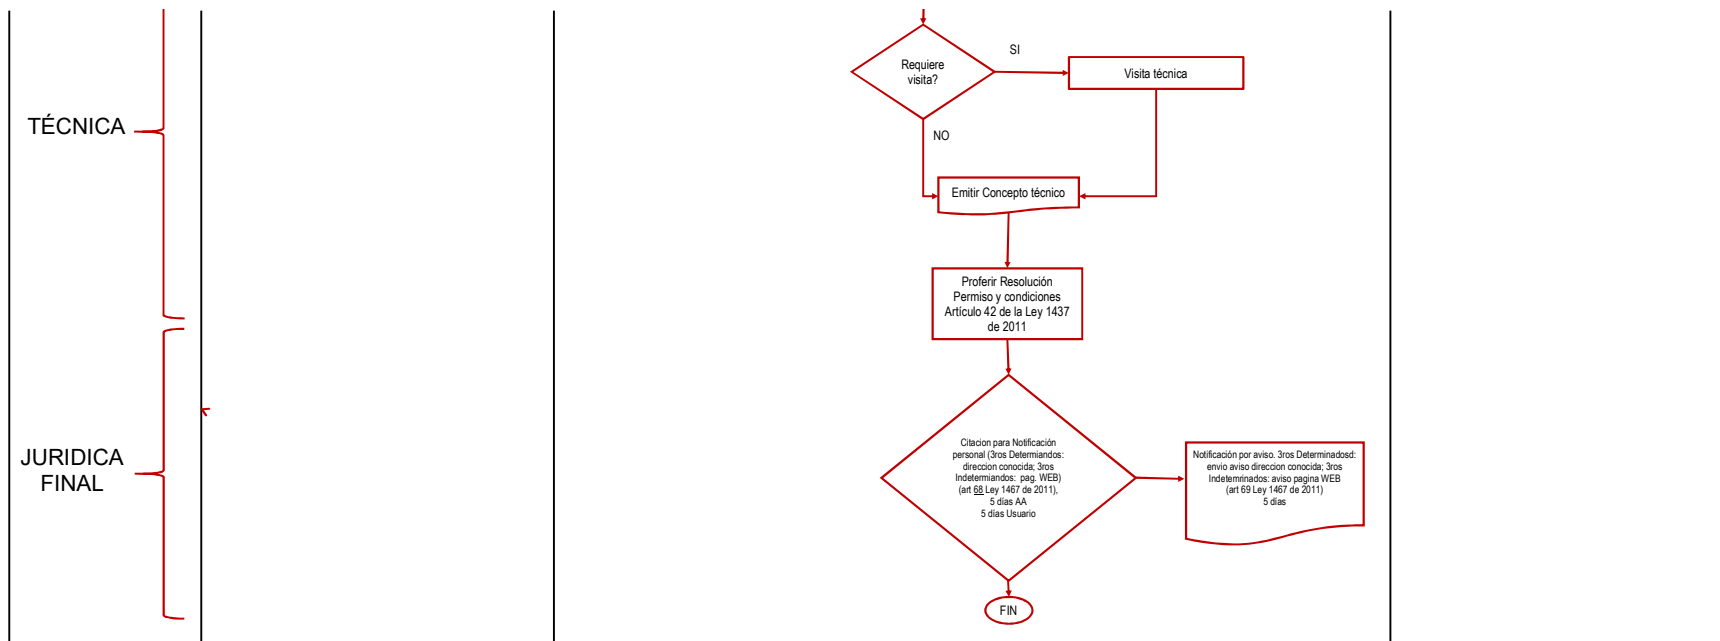 Requiere
visita?
SI
Visita técnica
TÉCNICA
NO
Emitir Concepto técnico
Proferir Resolución
Permiso y condiciones
Artículo 42 de la Ley 1437
de 2011
JURIDICA
FINAL
Citacion para Notificación
personal (3ros Determiandos:
direccion conocida; 3ros
Indetermiandos:  pag. WEB)
(art 68 Ley 1467 de 2011),
5 días AA
5 días Usuario
Notificación por aviso. 3ros Determinadosd:
envio aviso direccion conocida; 3ros
Indetemrinados: aviso pagina WEB
(art 69 Ley 1467 de 2011)
5 días
FIN